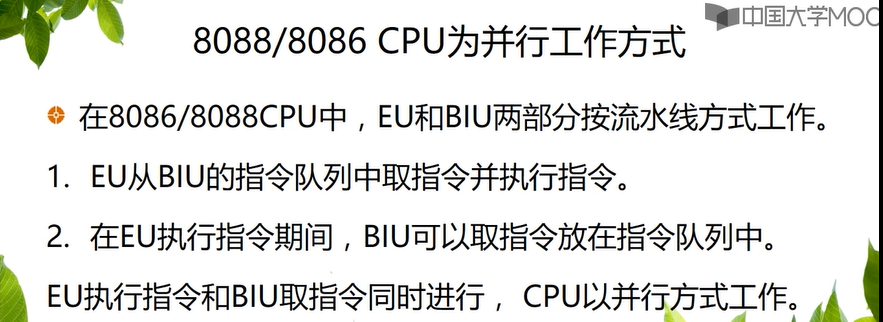 中国大学MOC
8088/8086 CPU为并行工作方式
在8086/8088CPU中，EU和BIU两部分按流水线方式工作。
1. EU从BIU的指令队列中取指令并执行指令。
2. 在EU执行指令期间，BIU可以取指令放在指令队列中。
EU执行指令和BIU取指令同时进行， CPU以并行方式工作。